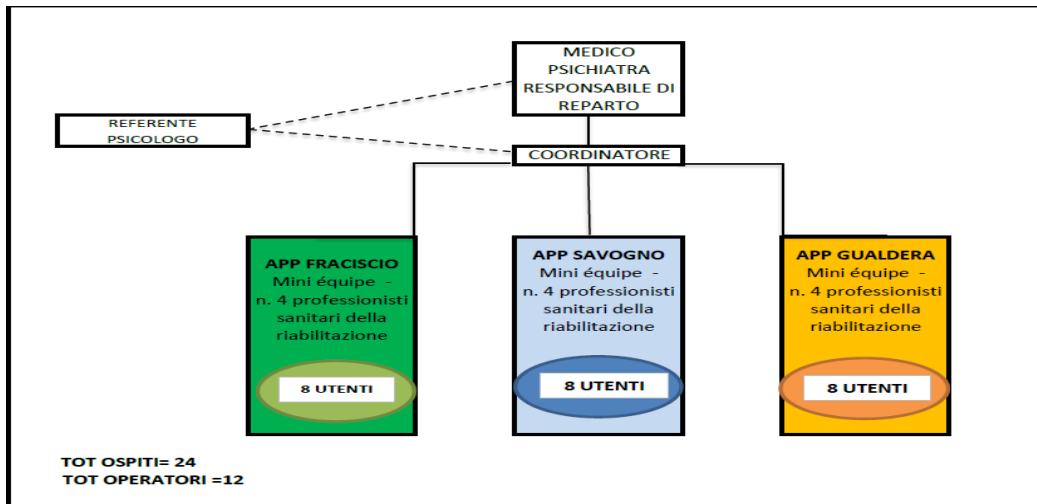 MEDICO
PSICHIATRA
RESPONSABILE DI
REPARTO
REFERENTE
PSICOLOGO
COORDINATORE
APP FRACISCIO
Mini équipe -
n. 4 professionisti
sanitari della
riabilitazione
8 UTENTI
APP SAVOGNO
Mini équipe -
n. 4 professionisti
sanitari della
riabilitazione
8 UTENTI
APP GUALDERA
Mini équipe -
n. 4 professionisti
sanitari della
riabilitazione
8 UTENTI
TOT OSPITI= 24
TOT OPERATORI =12